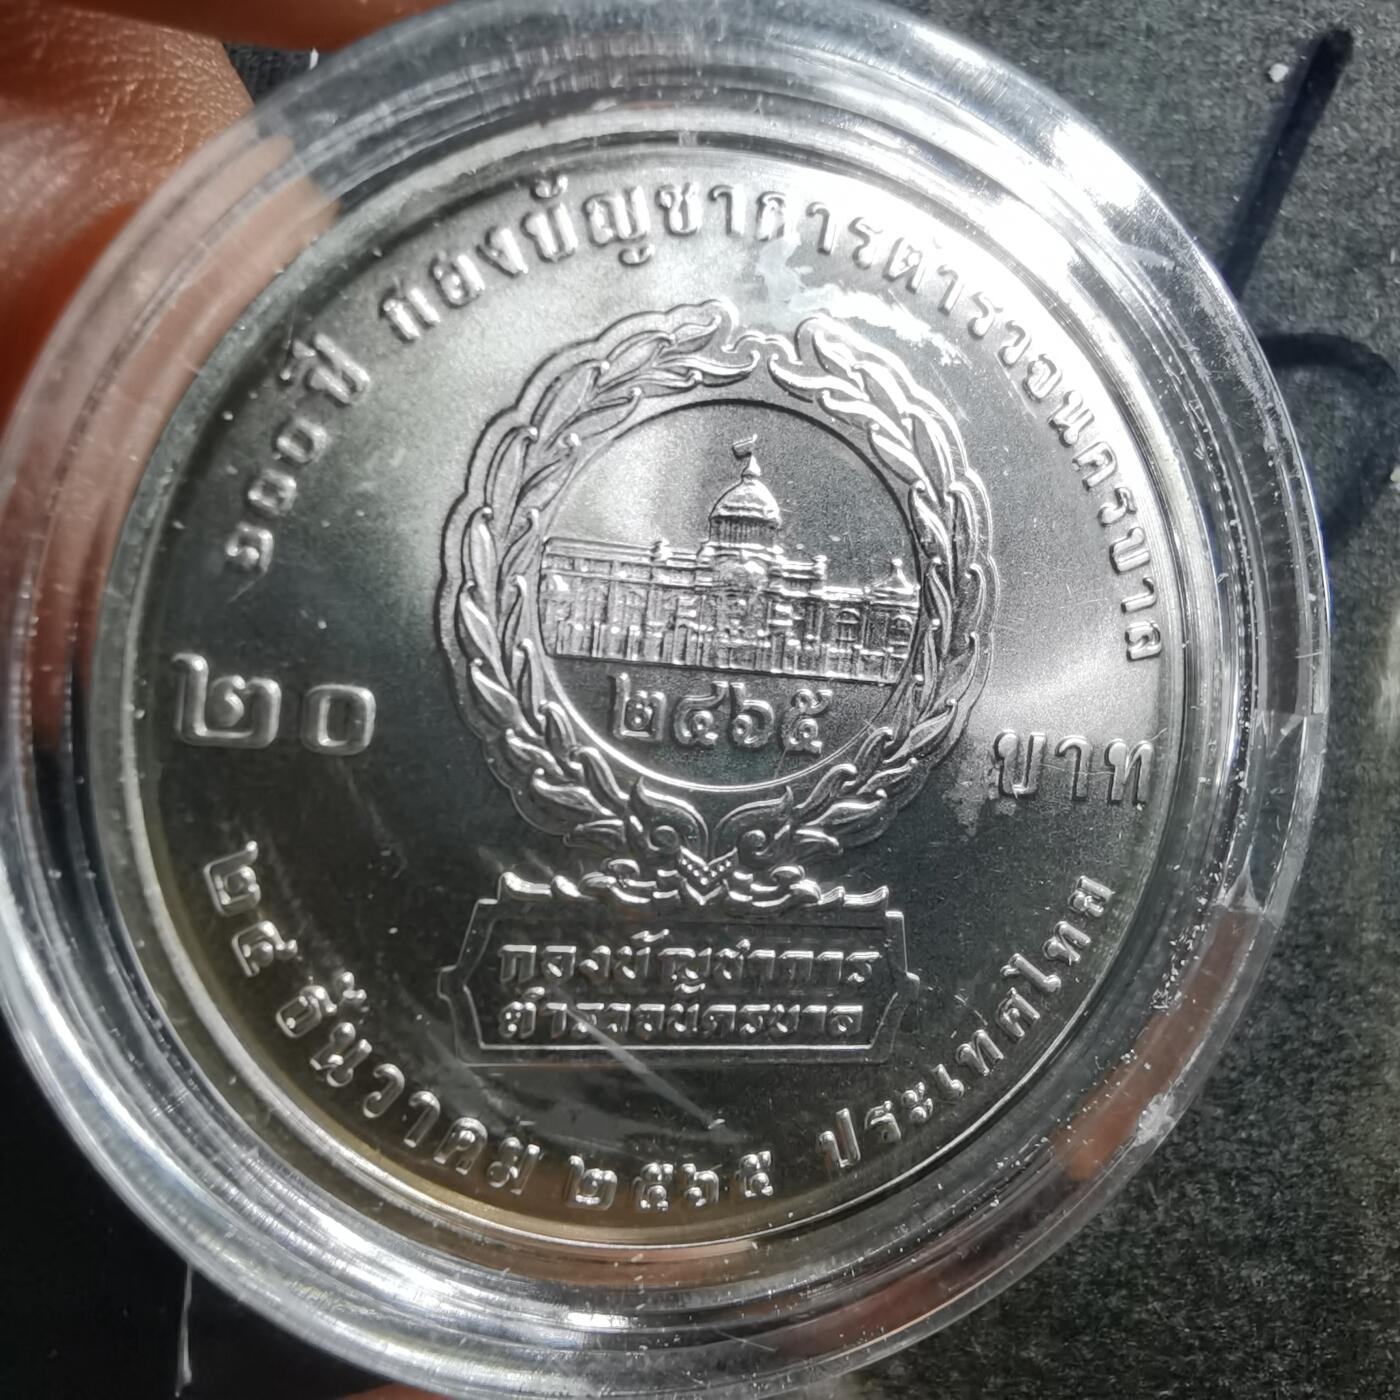 ๑๐๐ ปี กองบัญชาการตำรวจนครบาล
๒๔๖๕
๒๐ บาท
กองบัญชาการ
ตำรวจนครบาล
๒๔ ธันวาคม ๒๕๖๕ ประเทศไทย